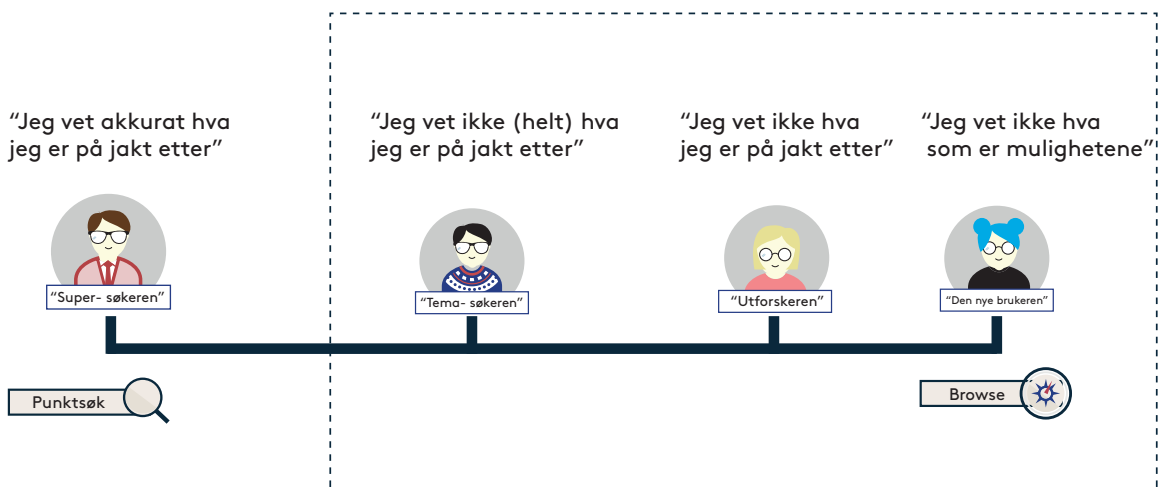 “Jeg vet akkurat hva
jeg er på jakt etter”
“Jeg vet ikke (helt) hva
jeg er på jakt etter”
“Jeg vet ikke hva
jeg er på jakt etter”
“Jeg vet ikke hva
som er mulighetene”
“Super- søkeren”
“Tema- søkeren”
“Utforskeren”
“Den nye brukeren”
Punktsøk
Browse